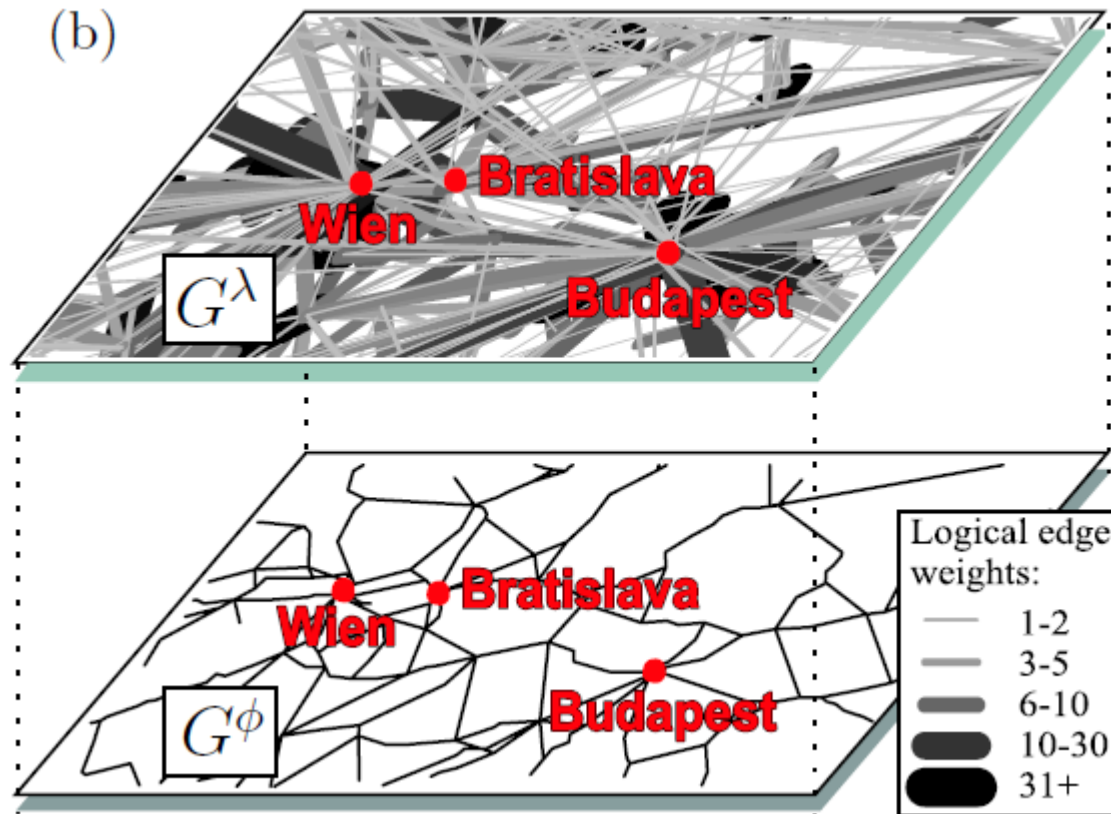 (b)
Bratislava
Wien
G^λ
Budapest
Bratislava
Wien
G^ϕ
Budapest
Logical edge
weights:
1-2
3-5
6-10
10-30
31+